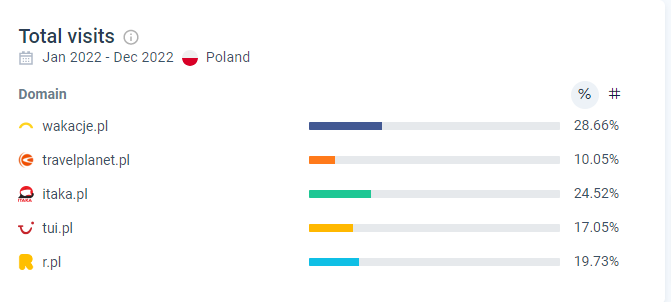 Total visits
Jan 2022 - Dec 2022 Poland
Domain % #
wakacje.pl 28.66%
travelplanet.pl 10.05%
ITAKA itaka.pl 24.52%
tui.pl 17.05%
R r.pl 19.73%